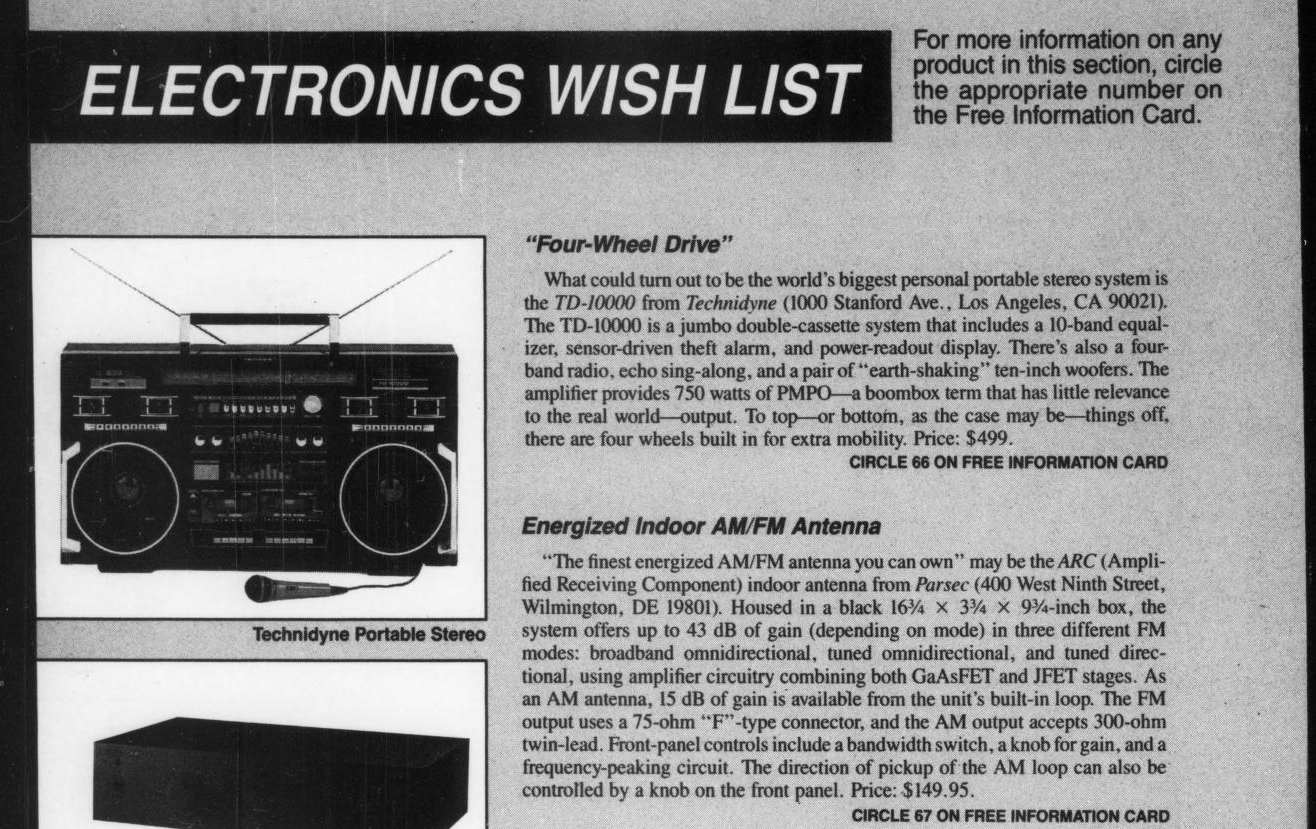 ELECTRONICS WISH LIST
For more information on any
product in this section, circle
the appropriate number on
the Free Information Card.
Technidyne Portable Stereo
"Four-Wheel Drive"
What could turn out to be the world's biggest personal portable stereo system is
the TD-10000 from Technidyne (1000 Stanford Ave., Los Angeles, CA 90021).
The TD-10000 is a jumbo double-cassette system that includes a 10-band equal-
izer, sensor-driven theft alarm, and power-readout display. There's also a four-
band radio, echo sing-along, and a pair of "earth-shaking" ten-inch woofers. The
amplifier provides 750 watts of PMPO—a boombox term that has little relevance
to the real world—output. To top—or bottom, as the case may be—things off,
there are four wheels built in for extra mobility. Price: $499.
CIRCLE 66 ON FREE INFORMATION CARD
Energized Indoor AM/FM Antenna
"The finest energized AM/FM antenna you can own" may be the ARC (Ampli-
fied Receiving Component) indoor antenna from Parsec (400 West Ninth Street,
Wilmington, DE 19801). Housed in a black 16¾ × 3¾ × 9¾-inch box, the
system offers up to 43 dB of gain (depending on mode) in three different FM
modes: broadband omnidirectional, tuned omnidirectional, and tuned direc-
tional, using amplifier circuitry combining both GaAsFET and JFET stages. As
an AM antenna, 15 dB of gain is available from the unit's built-in loop. The FM
output uses a 75-ohm "F"-type connector, and the AM output accepts 300-ohm
twin-lead. Front-panel controls include a bandwidth switch, a knob for gain, and a
frequency-peaking circuit. The direction of pickup of the AM loop can also be
controlled by a knob on the front panel. Price: $149.95.
CIRCLE 67 ON FREE INFORMATION CARD